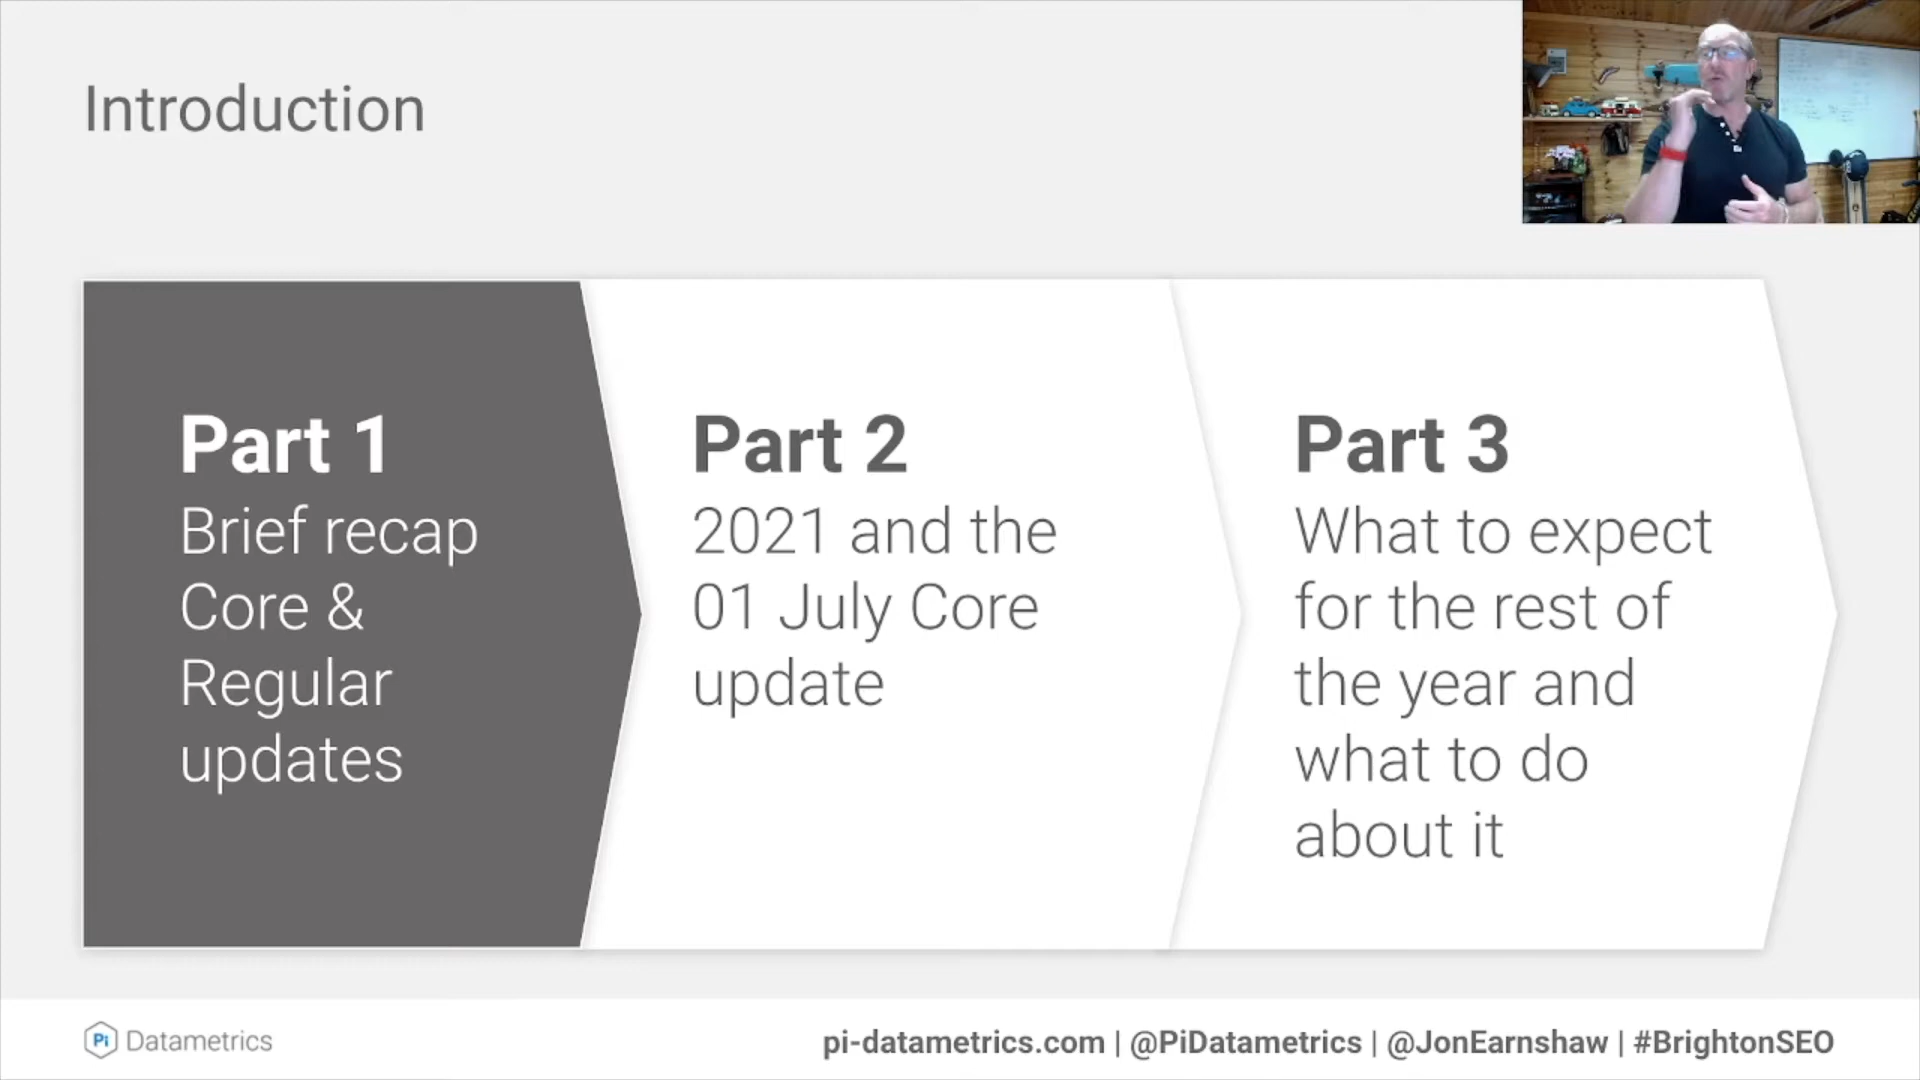 Introduction
Part 1
Brief recap
Core &
Regular
updates
Part 2
2021 and the
01 July Core
update
Part 3
What to expect
for the rest of
the year and
what to do
about it
Pi Datametrics
pi-datametrics.com | @PiDatametrics | @JonEarnshaw | #BrightonSEO